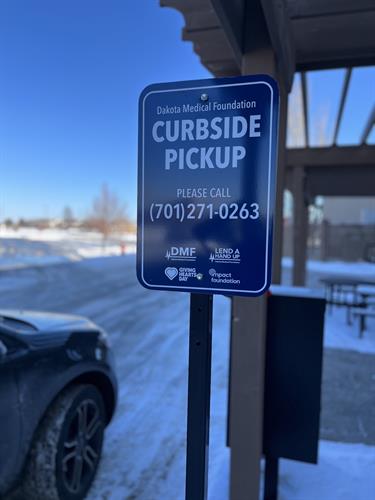 Dakota Medical Foundation
CURBSIDE
PICKUP
PLEASE CALL
(701) 271-0263
DMF
LEND A
HAND UP
GIVING
HEARTS
DAY
impact
foundation